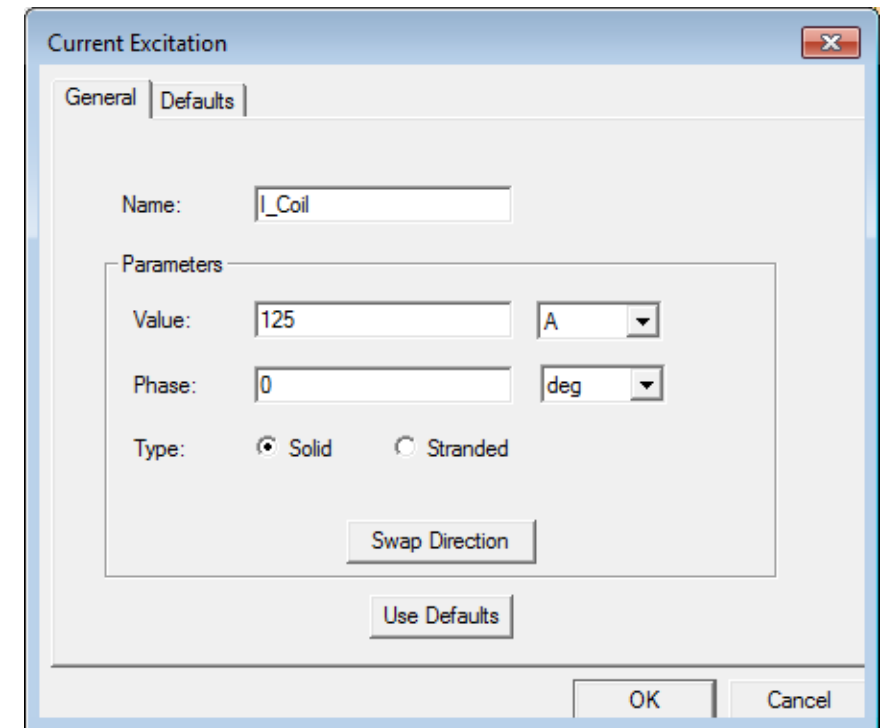 Current Excitation
General Defaults
Name: I_Coil
Parameters
Value: 125 A
Phase: 0 deg
Type: Solid Stranded
Swap Direction
Use Defaults
OK Cancel